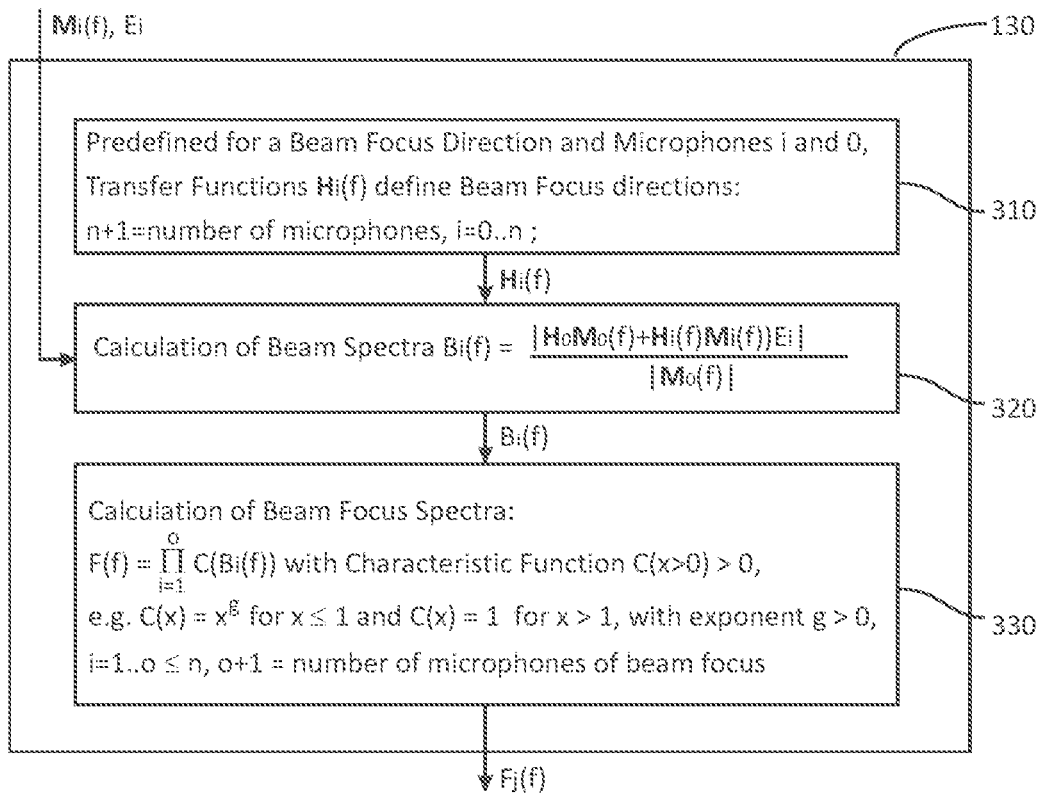 Mi(f), Ei
130
Predefined for a Beam Focus Direction and Microphones i and 0,
Transfer Functions Hi(f) define Beam Focus directions:
n+1=number of microphones, i=0..n ;
310
Hi(f)
Calculation of Beam Spectra Bi(f) = |H0M0(f)+Hi(f)Mi(f))Ei|
|M0(f)|
320
Bi(f)
Calculation of Beam Focus Spectra:
o
F(f) = ∏ C(Bi(f)) with Characteristic Function C(x>0) > 0,
i=1
e.g. C(x) = x^g for x ≤ 1 and C(x) = 1 for x > 1, with exponent g > 0,
i=1..o ≤ n, o+1 = number of microphones of beam focus
330
Fj(f)